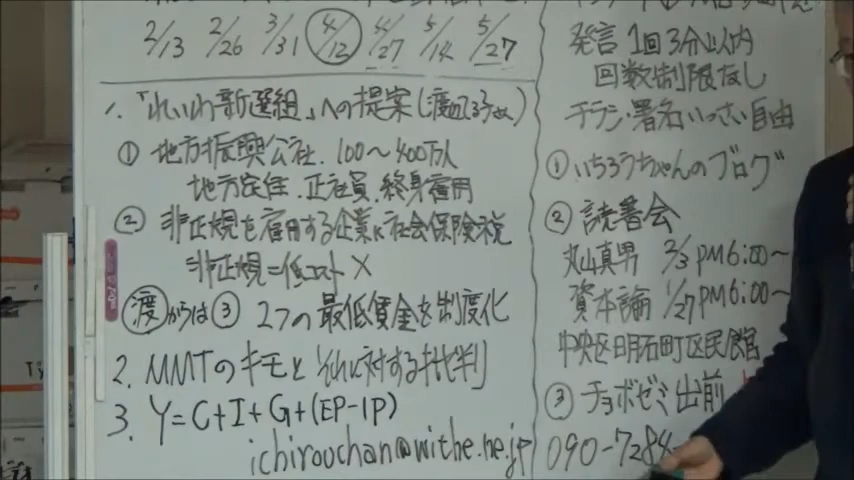 2/13 2/26 3/31 4/12 4/27 5/14 5/27
1.「れいわ新選組」への提案(渡辺てる子さん)
① 地方振興公社、100〜400万人
地方定住、正社員、終身雇用
② 非正規を雇用する企業に社会保険税
非正規=低コスト ×
渡からは③ 2つの最低賃金を制度化
2. MMTのキモとそれに対する批判
3. Y=C+I+G+(EP-IP)
ichirouchan@withe.ne.jp
発言 1回3分以内
回数制限なし
チラシ・署名いっさい自由
① いちろうちゃんのブログ
② 読書会
丸山真男 2/3 PM6:00〜
資本論 1/27 PM6:00〜
中央区明石町区民館
③ チョボゼミ出前
090-7284